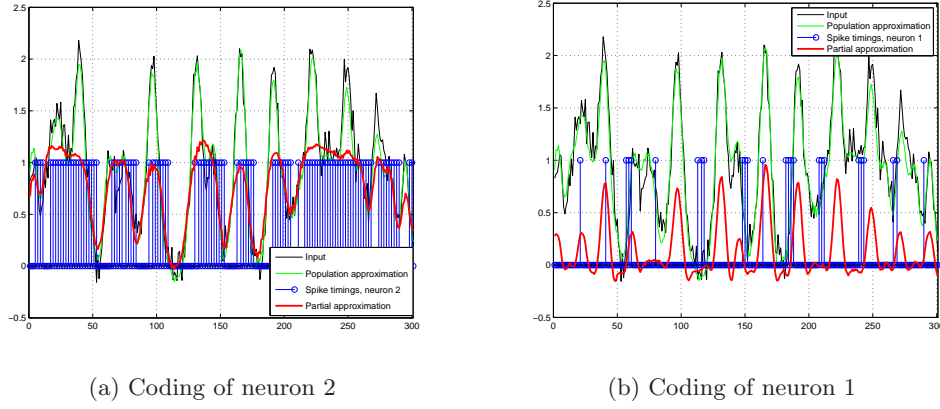 2.5
2
1.5
1
0.5
0
−0.5
0
50
100
150
200
250
300
Input
Population approximation
Spike timings, neuron 2
Partial approximation
(a) Coding of neuron 2
2.5
2
1.5
1
0.5
0
−0.5
0
50
100
150
200
250
300
Input
Population approximation
Spike timings, neuron 1
Partial approximation
(b) Coding of neuron 1